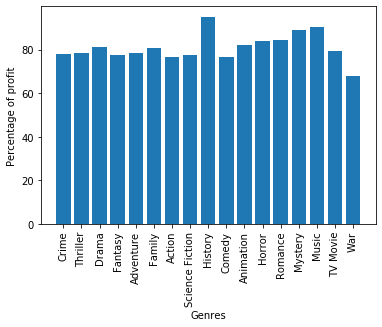 Percentage of profit
80
60
40
20
0
Crime
Thriller
Drama
Fantasy
Adventure
Family
Action
Science Fiction
History
Comedy
Animation
Horror
Romance
Mystery
Music
TV Movie
War
Genres